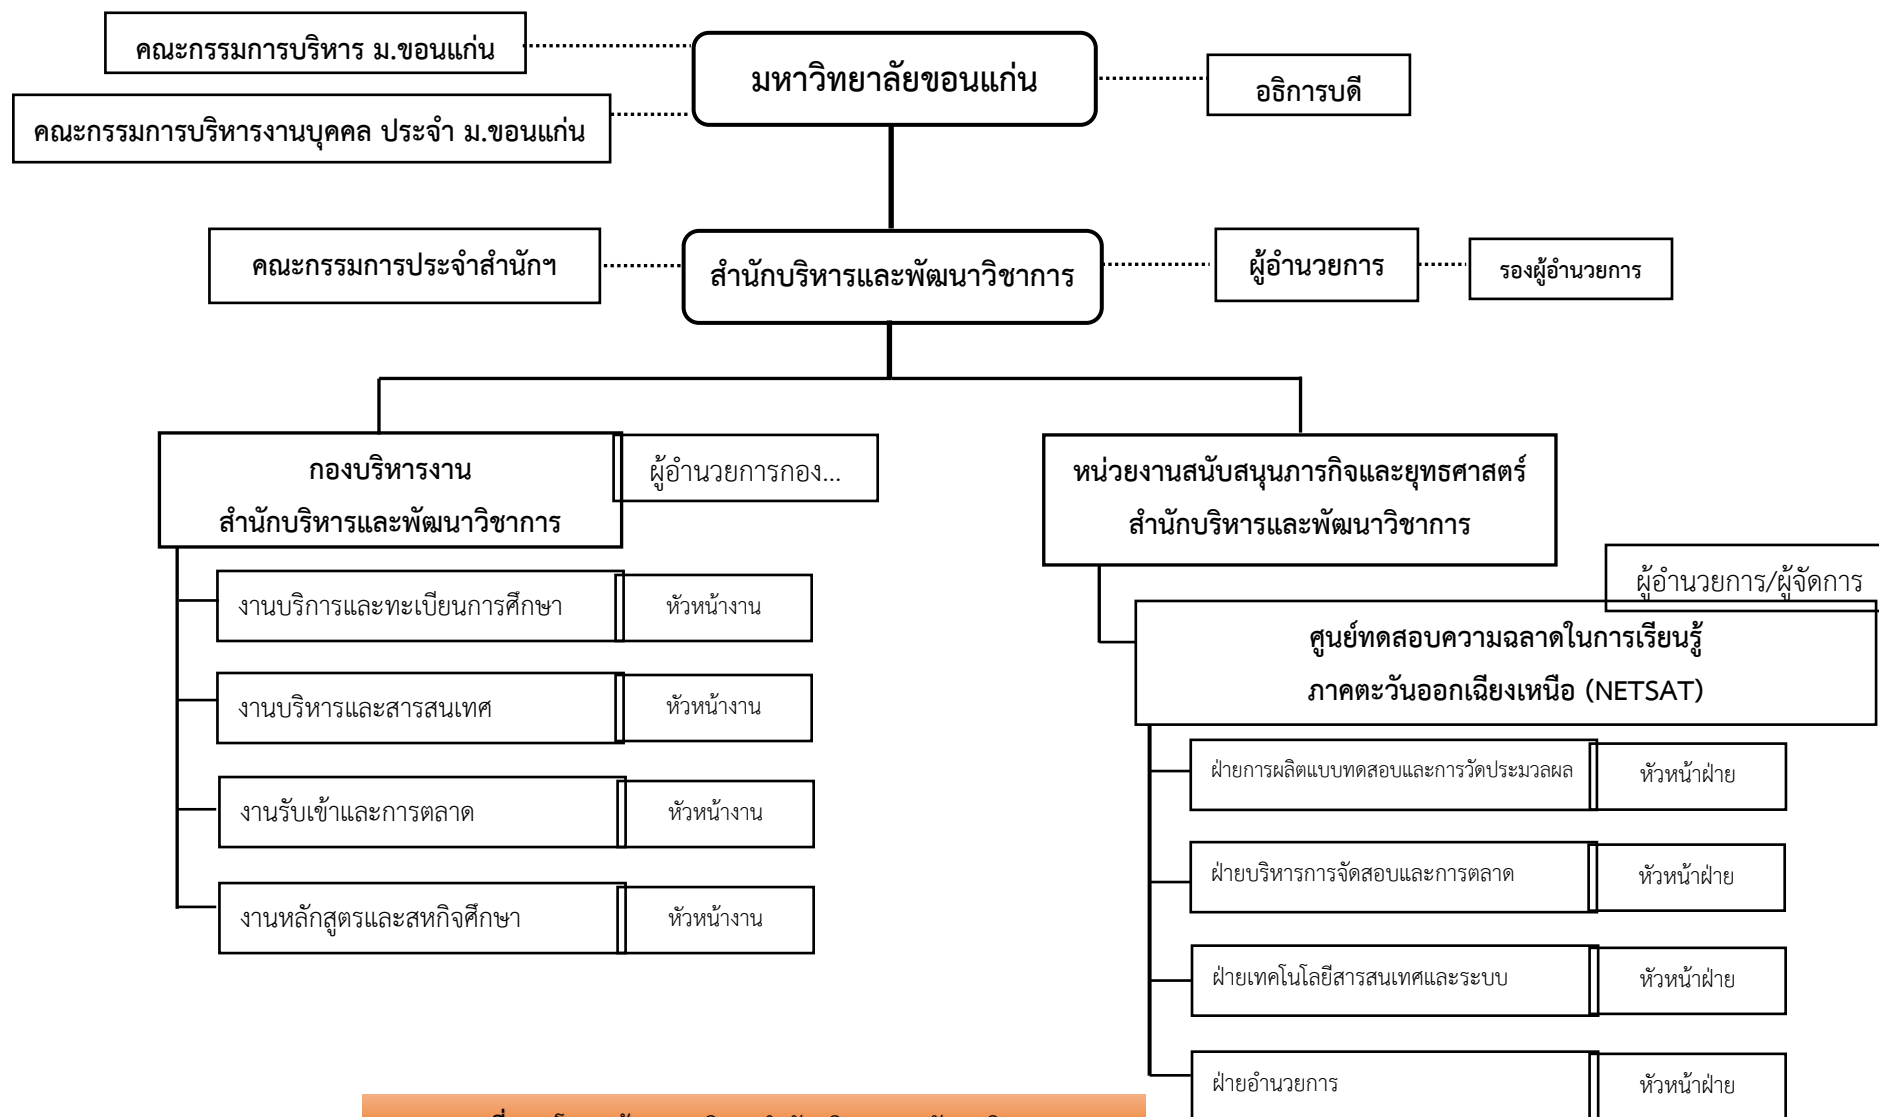 คณะกรรมการบริหาร ม.ขอนแก่น
มหาวิทยาลัยขอนแก่น
อธิการบดี
คณะกรรมการบริหารงานบุคคล ประจำ ม.ขอนแก่น
คณะกรรมการประจำสำนักฯ
สำนักบริหารและพัฒนาวิชาการ
ผู้อำนวยการ
รองผู้อำนวยการ
กองบริหารงาน
สำนักบริหารและพัฒนาวิชาการ
ผู้อำนวยการกอง...
งานบริการและทะเบียนการศึกษา
หัวหน้างาน
งานบริหารและสารสนเทศ
หัวหน้างาน
งานรับเข้าและการตลาด
หัวหน้างาน
งานหลักสูตรและสหกิจศึกษา
หัวหน้างาน
หน่วยงานสนับสนุนภารกิจและยุทธศาสตร์
สำนักบริหารและพัฒนาวิชาการ
ผู้อำนวยการ/ผู้จัดการ
ศูนย์ทดสอบความฉลาดในการเรียนรู้
ภาคตะวันออกเฉียงเหนือ (NETSAT)
ฝ่ายการผลิตแบบทดสอบและการวัดประมวลผล
หัวหน้าฝ่าย
ฝ่ายบริหารการจัดสอบและการตลาด
หัวหน้าฝ่าย
ฝ่ายเทคโนโลยีสารสนเทศและระบบ
หัวหน้าฝ่าย
ฝ่ายอำนวยการ
หัวหน้าฝ่าย